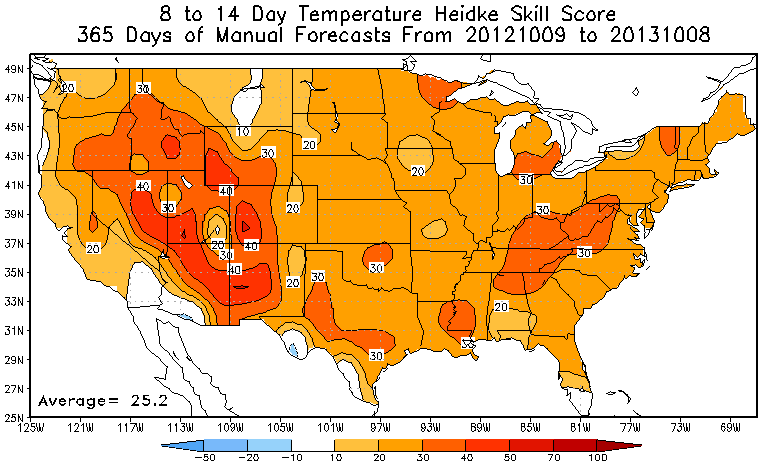 8 to 14 Day Temperature Heidke Skill Score
365 Days of Manual Forecasts From 20121009 to 20131008
49N
47N
45N
43N
41N
39N
37N
35N
33N
31N
29N
27N
25N
20
30
10
30
20
20
40
40
30
30
20
30
30
20
20
40
30
30
40
20
30
30
20
30
30
Average= 25.2
125W 121W 117W 113W 109W 105W 101W 97W 93W 89W 85W 81W 77W 73W 69W
-50 -20 -10 10 20 30 40 50 70 100